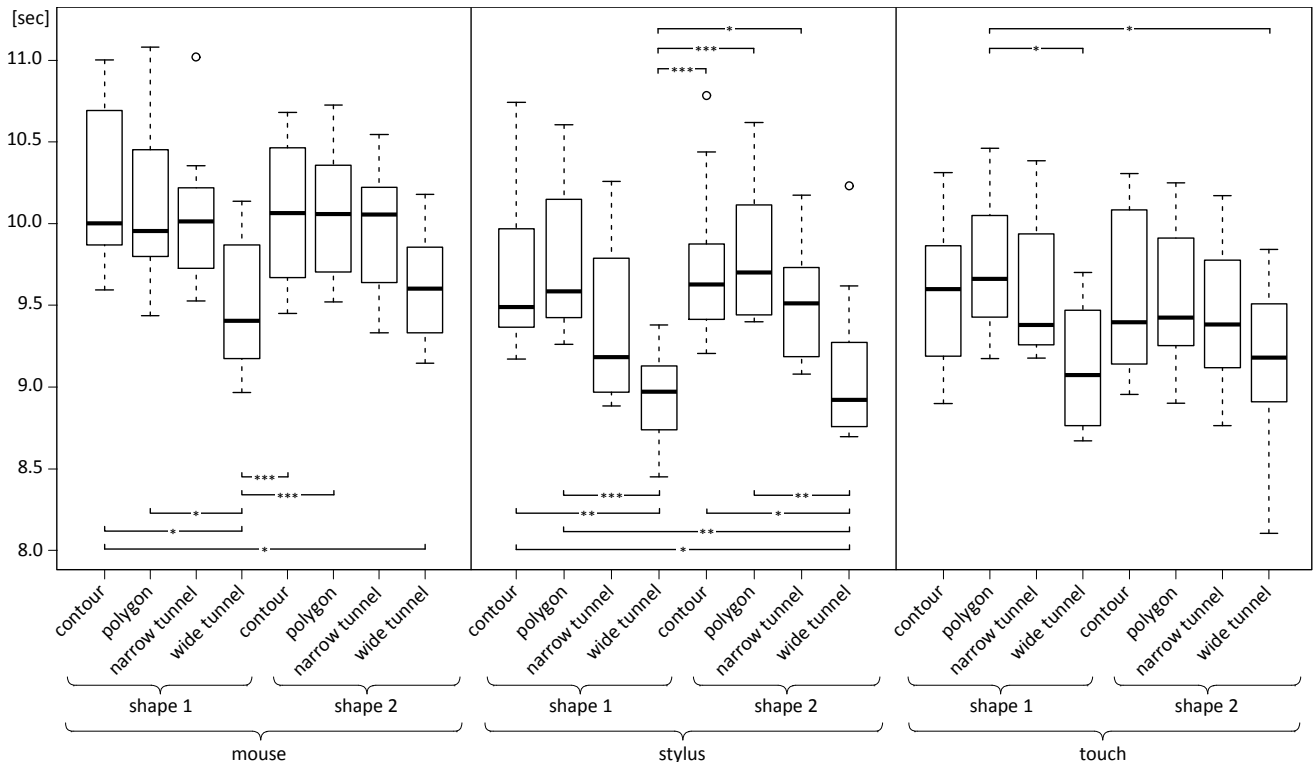 [sec]
11.0
10.5
10.0
9.5
9.0
8.5
8.0
*
***
***
*
*
***
***
*
*
*
***
**
**
*
**
*
contour
polygon
narrow tunnel
wide tunnel
contour
polygon
narrow tunnel
wide tunnel
contour
polygon
narrow tunnel
wide tunnel
contour
polygon
narrow tunnel
wide tunnel
contour
polygon
narrow tunnel
wide tunnel
contour
polygon
narrow tunnel
wide tunnel
shape 1 shape 2 shape 1 shape 2 shape 1 shape 2
mouse stylus touch